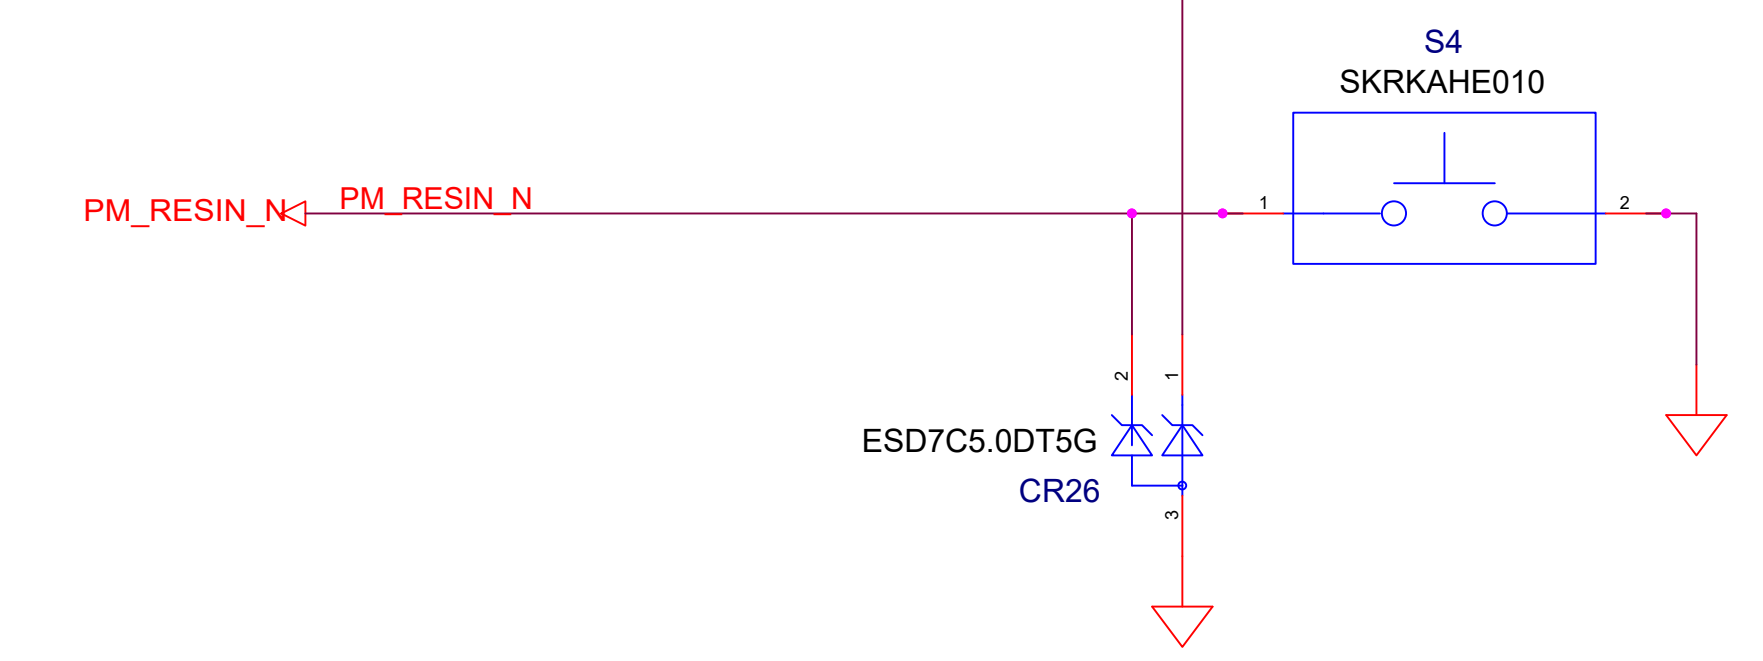 S4
SKRKAHE010
PM_RESIN_N
PM_RESIN_N
1
2
2
1
ESD7C5.0DT5G
CR26
3